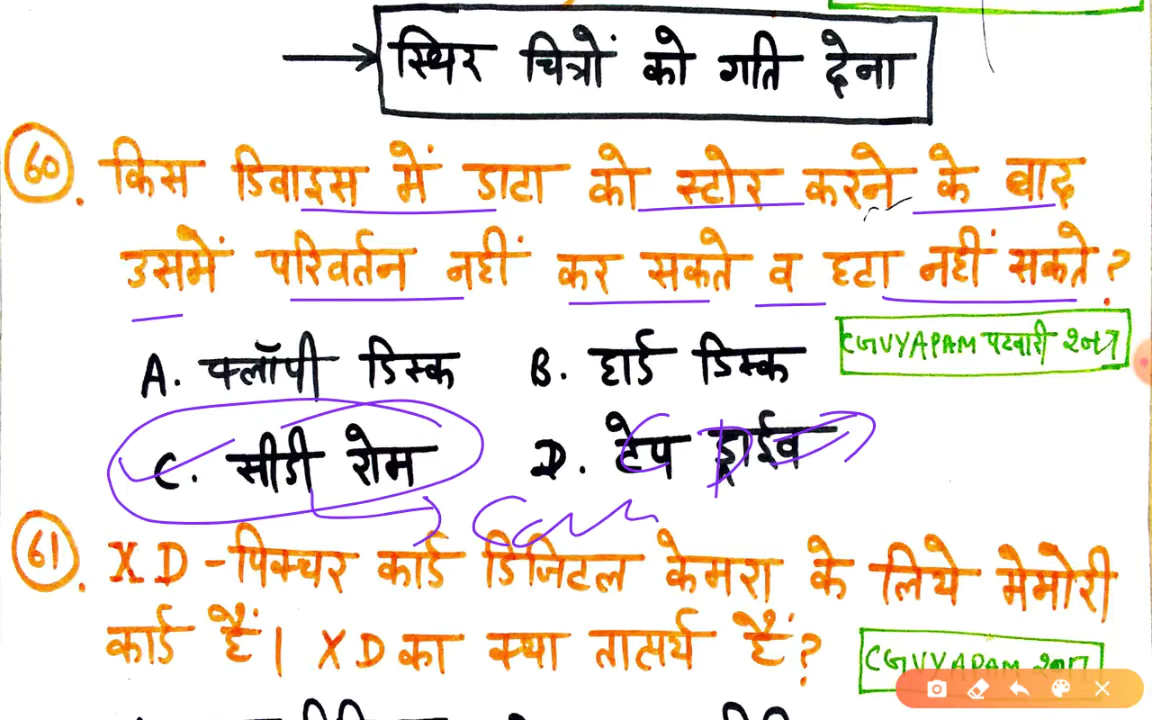 स्थिर चित्रों को गति देना
60. किस डिवाइस में डाटा को स्टोर करने के बाद
उसमें परिवर्तन नहीं कर सकते व हटा नहीं सकते?
CGVYAPAM पटवारी 2017
A. फ्लॉपी डिस्क B. हार्ड डिस्क
C. सीडी रोम D. टेप ड्राईव
61. XD-पिक्चर कार्ड डिजिटल केमरा के लिये मेमोरी
कार्ड हैं। XD का क्या तात्पर्य हैं?
CGVYAPAM 2017